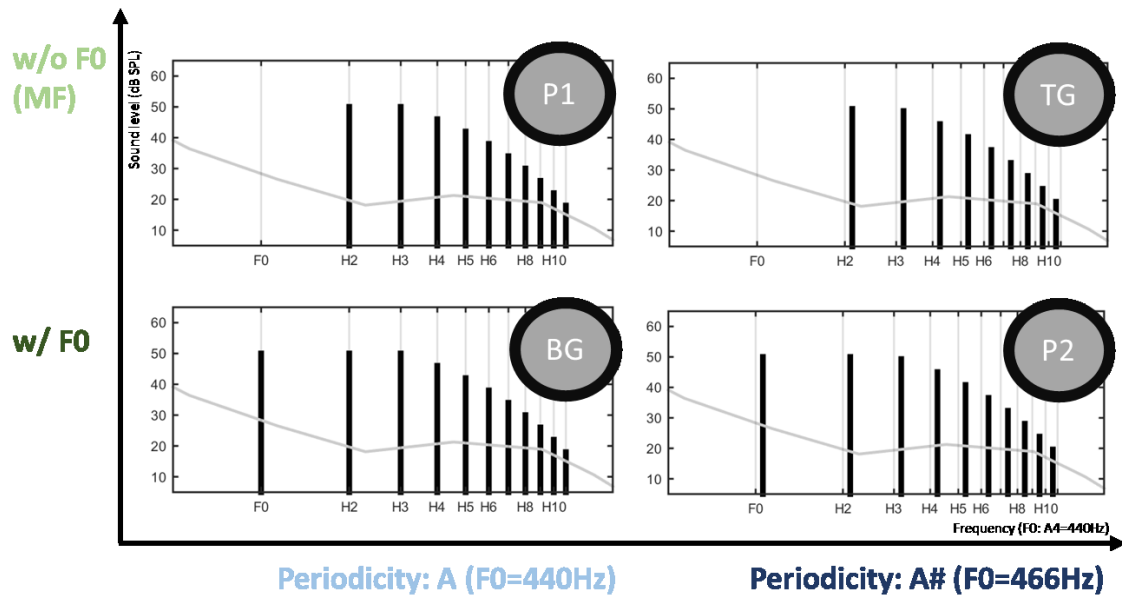 w/o F0
(MF)
Sound level (dB SPL)
60
50
40
30
20
10
F0 H2 H3 H4 H5 H6 H8 H10
P1
60
50
40
30
20
10
F0 H2 H3 H4 H5 H6 H8 H10
TG
w/ F0
60
50
40
30
20
10
F0 H2 H3 H4 H5 H6 H8 H10
BG
60
50
40
30
20
10
F0 H2 H3 H4 H5 H6 H8 H10
P2
Frequency (F0: A4=440Hz)
Periodicity: A (F0=440Hz)
Periodicity: A# (F0=466Hz)